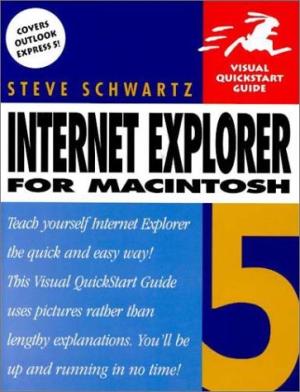 COVERS
OUTLOOK
EXPRESS 5!
VISUAL
QUICKSTART
GUIDE
STEVE SCHWARTZ
INTERNET EXPLORER
FOR MACINTOSH
5
Teach yourself Internet Explorer
the quick and easy way!
This Visual QuickStart Guide
uses pictures rather than
lengthy explanations. You'll be
up and running in no time!